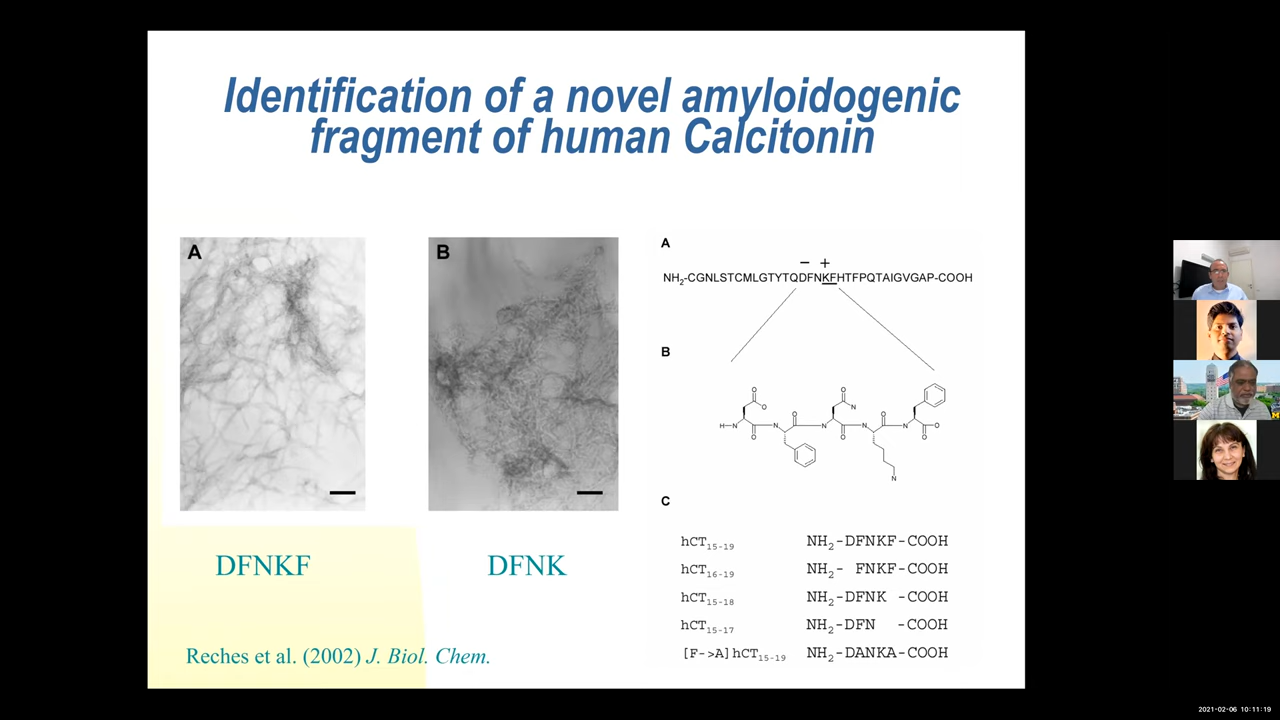 Identification of a novel amyloidogenic
fragment of human Calcitonin
A
B
DFNKF
DFNK
Reches et al. (2002) J. Biol. Chem.
A
− +
NH2-CGNLSTCMLGTYTQDFNKFHTFPQTAIGVGAP-COOH
B
O
O
H N
O
N
O
O
N
O
N
O
N
N
O
O
C
hCT15-19 NH2-DFNKF-COOH
hCT16-19 NH2- FNKF-COOH
hCT15-18 NH2-DFNK -COOH
hCT15-17 NH2-DFN -COOH
[F->A]hCT15-19 NH2-DANKA-COOH
M
2021-02-06 10:11:19